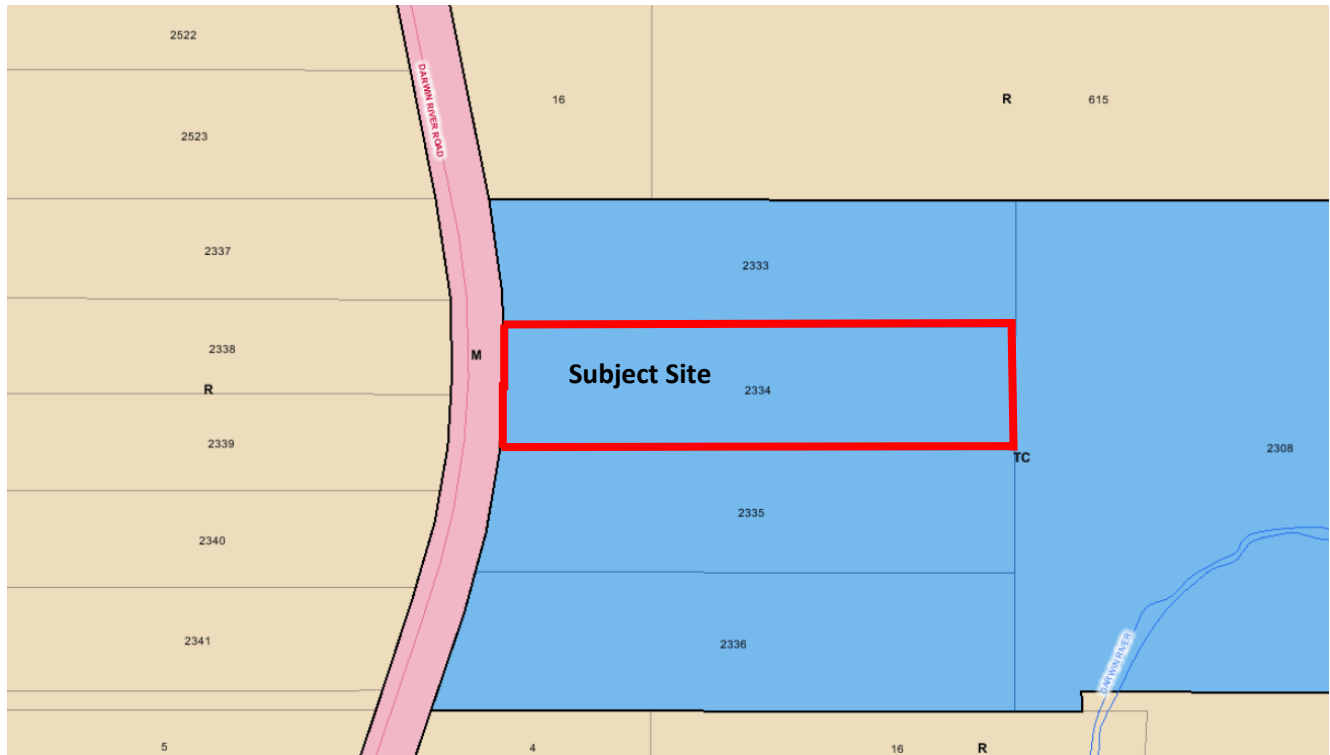 2522
DARWIN RIVER ROAD
16
R
615
2523
2337
2333
2338
M
Subject Site
2334
R
2339
TC
2308
2335
2340
2341
2336
DARWIN RIVER
5
4
16
R